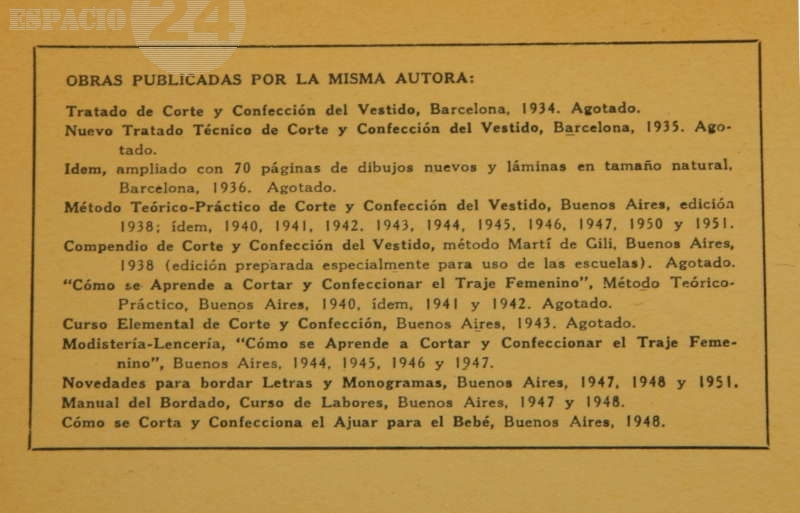 ESPACIO 24
OBRAS PUBLICADAS POR LA MISMA AUTORA:
Tratado de Corte y Confección del Vestido, Barcelona, 1934. Agotado.
Nuevo Tratado Técnico de Corte y Confección del Vestido, Barcelona, 1935. Ago-
tado.
Idem, ampliado con 70 páginas de dibujos nuevos y láminas en tamaño natural,
Barcelona, 1936. Agotado.
Método Teórico-Práctico de Corte y Confección del Vestido, Buenos Aires, edición
1938; ídem, 1940, 1941, 1942. 1943, 1944, 1945, 1946, 1947, 1950 y 1951.
Compendio de Corte y Confección del Vestido, método Martí de Gili, Buenos Aires,
1938 (edición preparada especialmente para uso de las escuelas). Agotado.
"Cómo se Aprende a Cortar y Confeccionar el Traje Femenino", Método Teórico-
Práctico, Buenos Aires, 1940, ídem, 1941 y 1942. Agotado.
Curso Elemental de Corte y Confección, Buenos Aires, 1943. Agotado.
Modistería-Lencería, "Cómo se Aprende a Cortar y Confeccionar el Traje Feme-
nino", Buenos Aires, 1944, 1945, 1946 y 1947.
Novedades para bordar Letras y Monogramas, Buenos Aires, 1947, 1948 y 1951.
Manual del Bordado, Curso de Labores, Buenos Aires, 1947 y 1948.
Cómo se Corta y Confecciona el Ajuar para el Bebé, Buenos Aires, 1948.